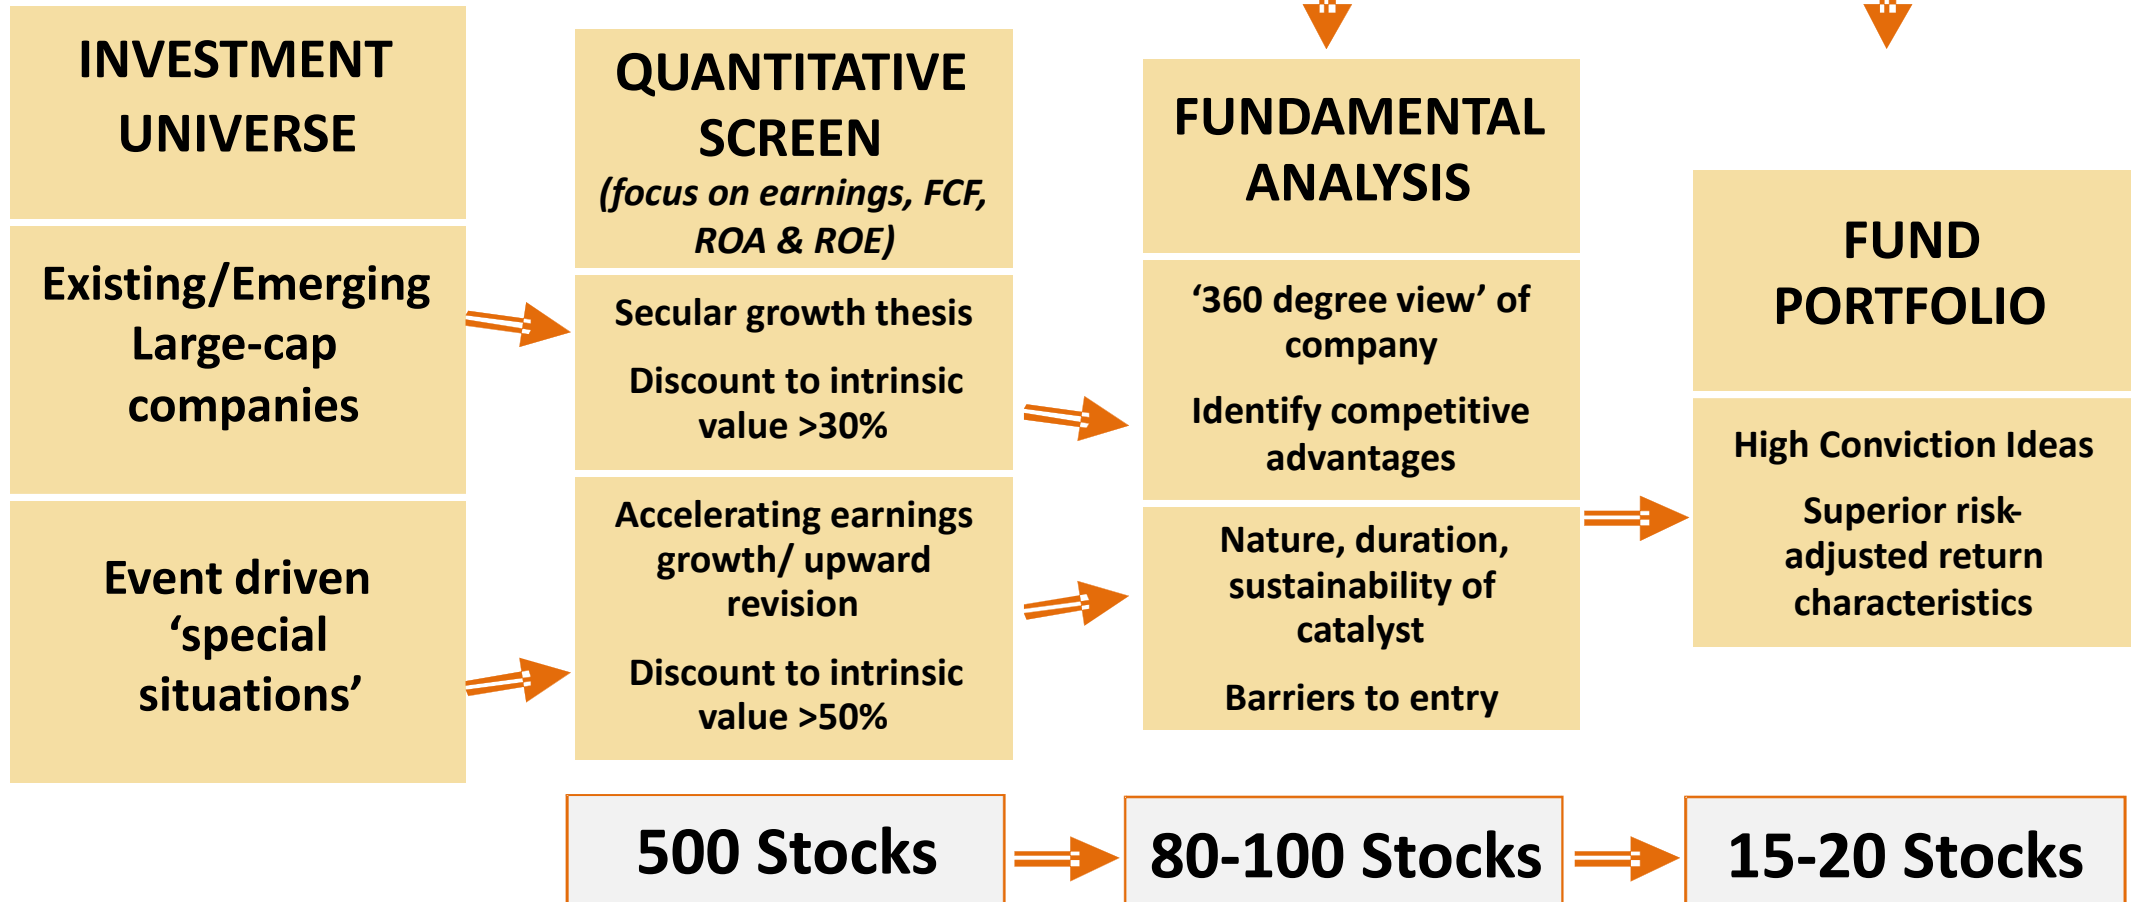 INVESTMENT
UNIVERSE
Existing/Emerging
Large-cap
companies
Event driven
‘special
situations’
QUANTITATIVE
SCREEN
(focus on earnings, FCF,
ROA & ROE)
Secular growth thesis
Discount to intrinsic
value >30%
Accelerating earnings
growth/ upward
revision
Discount to intrinsic
value >50%
FUNDAMENTAL
ANALYSIS
‘360 degree view’ of
company
Identify competitive
advantages
Nature, duration,
sustainability of
catalyst
Barriers to entry
FUND
PORTFOLIO
High Conviction Ideas
Superior risk-
adjusted return
characteristics
500 Stocks
80-100 Stocks
15-20 Stocks